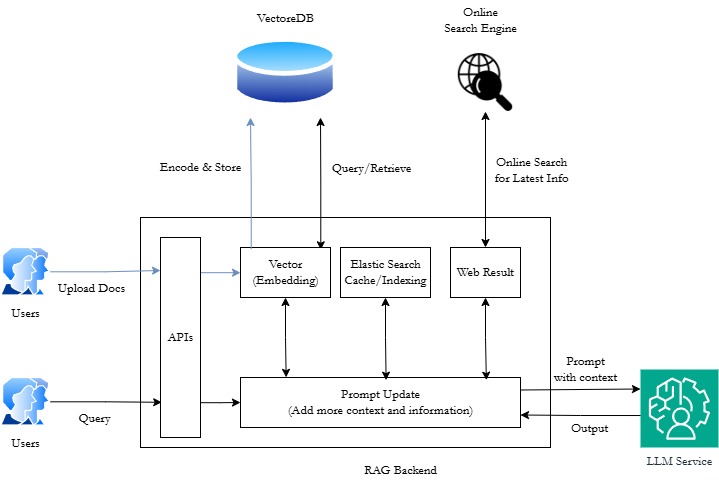 VectoreDB
Online
Search Engine
Encode & Store
Query/Retrieve
Online Search
for Latest Info
Vector
(Embedding)
Elastic Search
Cache/Indexing
Web Result
Upload Docs
Users
APIs
Prompt
with context
Prompt Update
(Add more context and information)
Query
Output
Users
LLM Service
RAG Backend